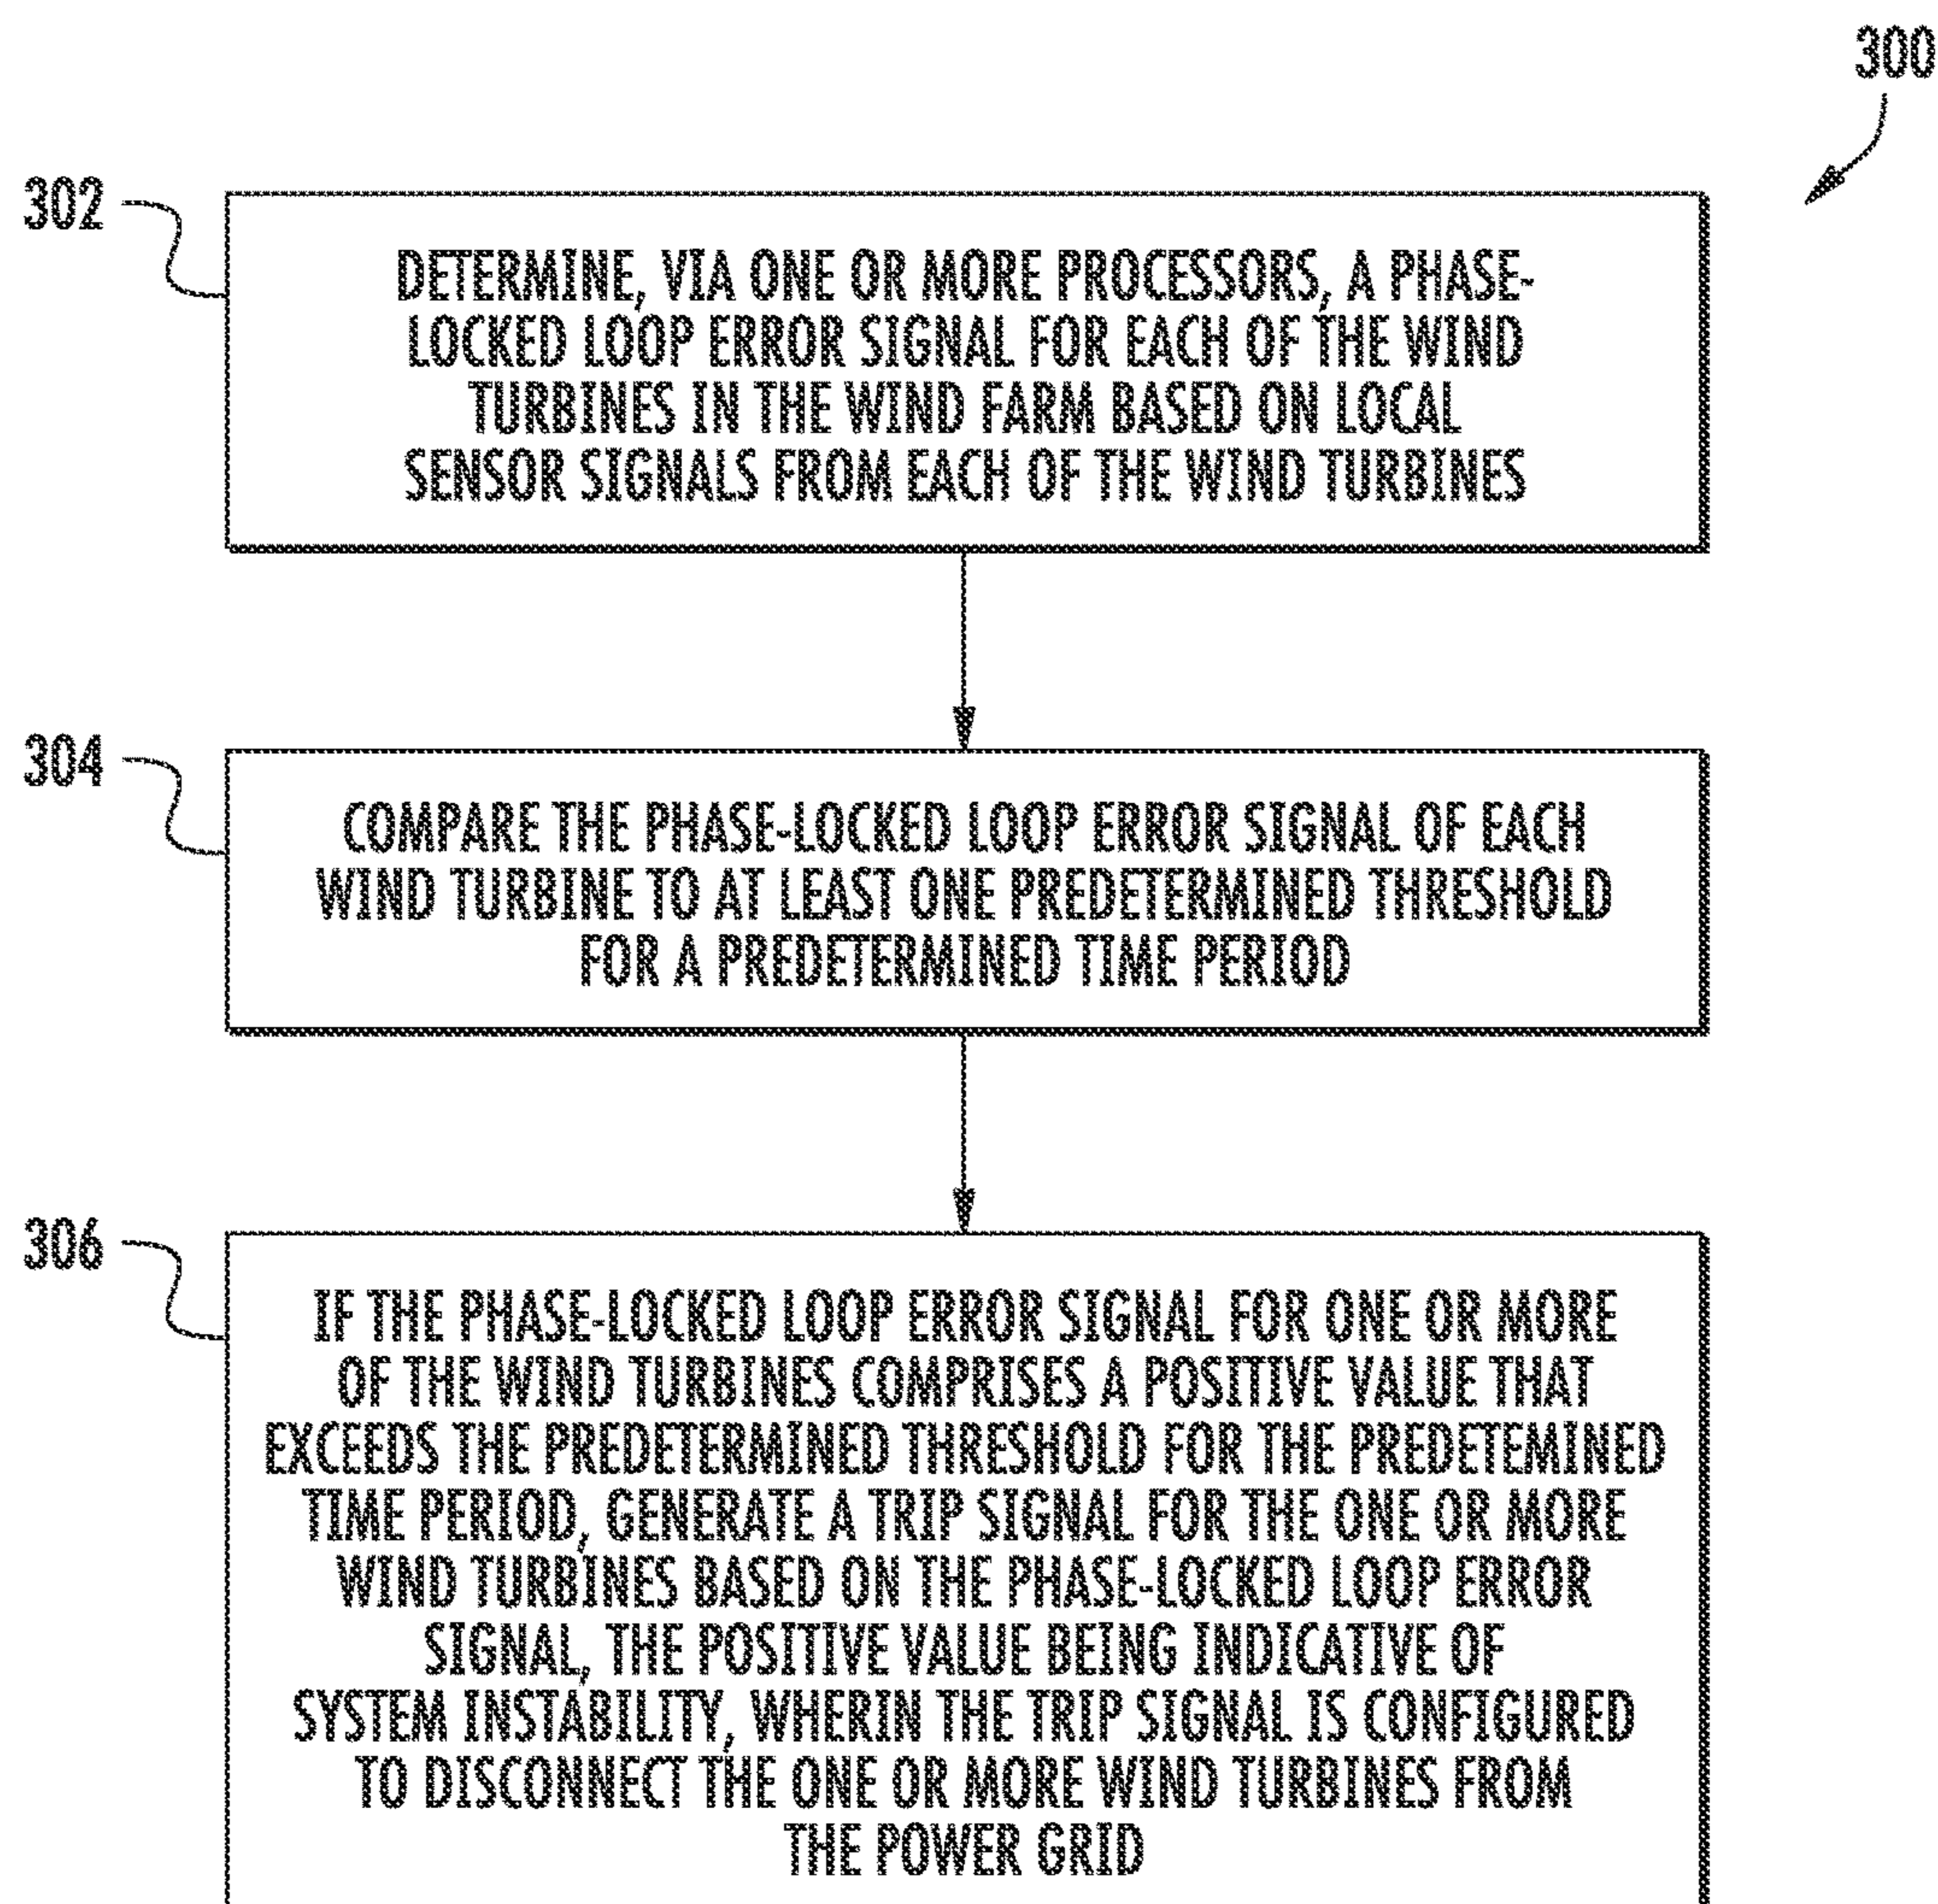 300
302
DETERMINE, VIA ONE OR MORE PROCESSORS, A PHASE-
LOCKED LOOP ERROR SIGNAL FOR EACH OF THE WIND
TURBINES IN THE WIND FARM BASED ON LOCAL
SENSOR SIGNALS FROM EACH OF THE WIND TURBINES
304
COMPARE THE PHASE-LOCKED LOOP ERROR SIGNAL OF EACH
WIND TURBINE TO AT LEAST ONE PREDETERMINED THRESHOLD
FOR A PREDETERMINED TIME PERIOD
306
IF THE PHASE-LOCKED LOOP ERROR SIGNAL FOR ONE OR MORE
OF THE WIND TURBINES COMPRISES A POSITIVE VALUE THAT
EXCEEDS THE PREDETERMINED THRESHOLD FOR THE PREDETEMINED
TIME PERIOD, GENERATE A TRIP SIGNAL FOR THE ONE OR MORE
WIND TURBINES BASED ON THE PHASE-LOCKED LOOP ERROR
SIGNAL, THE POSITIVE VALUE BEING INDICATIVE OF
SYSTEM INSTABILITY, WHERIN THE TRIP SIGNAL IS CONFIGURED
TO DISCONNECT THE ONE OR MORE WIND TURBINES FROM
THE POWER GRID